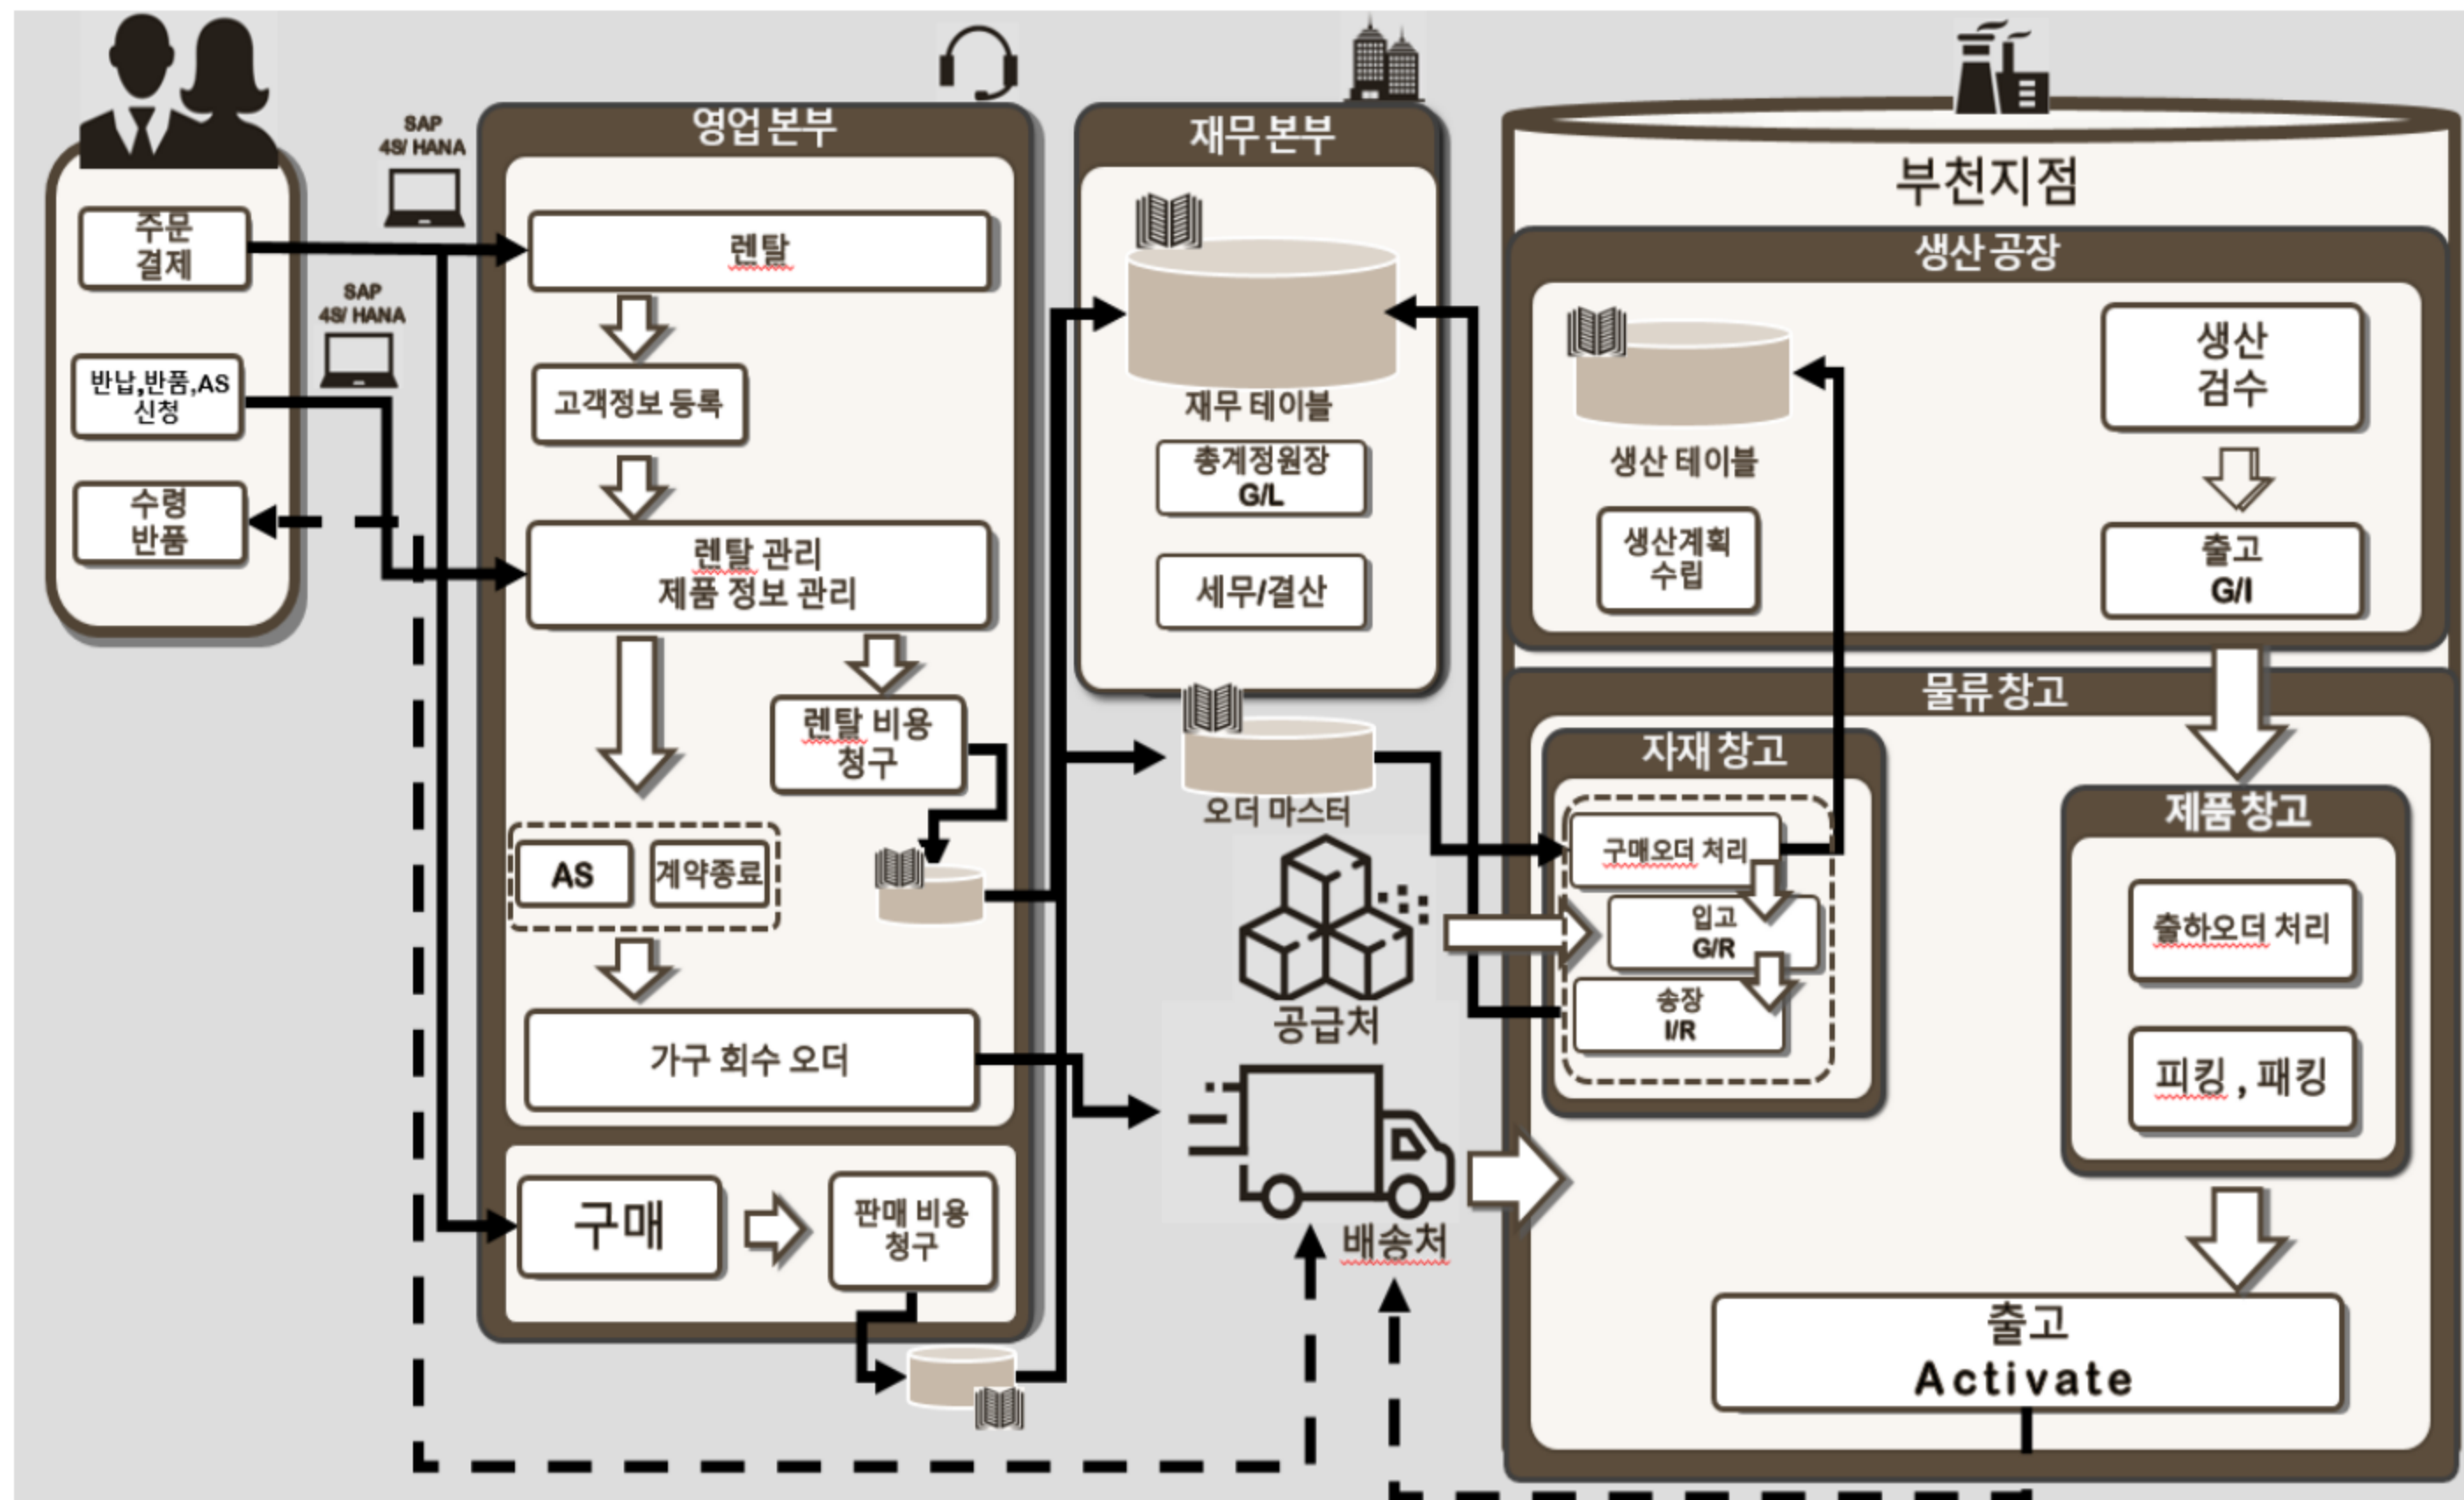 주문
결제
반납,반품,AS
신청
수령
반품
SAP
4S/ HANA
SAP
4S/ HANA
영업 본부
렌탈
고객정보 등록
렌탈 관리
제품 정보 관리
렌탈 비용
청구
AS
계약종료
가구 회수 오더
구매
판매 비용
청구
재무 본부
재무 테이블
총계정원장
G/L
세무/결산
오더 마스터
공급처
배송처
부천지점
생산 공장
생산 테이블
생산계획
수립
생산
검수
출고
G/I
물류 창고
자재 창고
구매오더 처리
입고
G/R
송장
I/R
제품 창고
출하오더 처리
피킹 , 패킹
출고
Activate